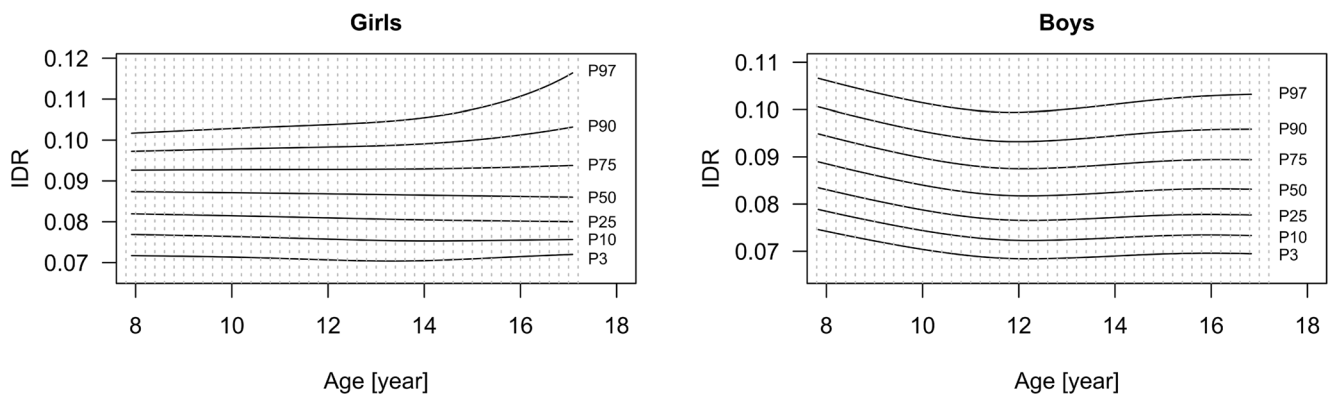 Girls
IDR
0.12
0.11
0.10
0.09
0.08
0.07
P97
P90
P75
P50
P25
P10
P3
8 10 12 14 16 18
Age [year]
Boys
IDR
0.11
0.10
0.09
0.08
0.07
P97
P90
P75
P50
P25
P10
P3
8 10 12 14 16 18
Age [year]